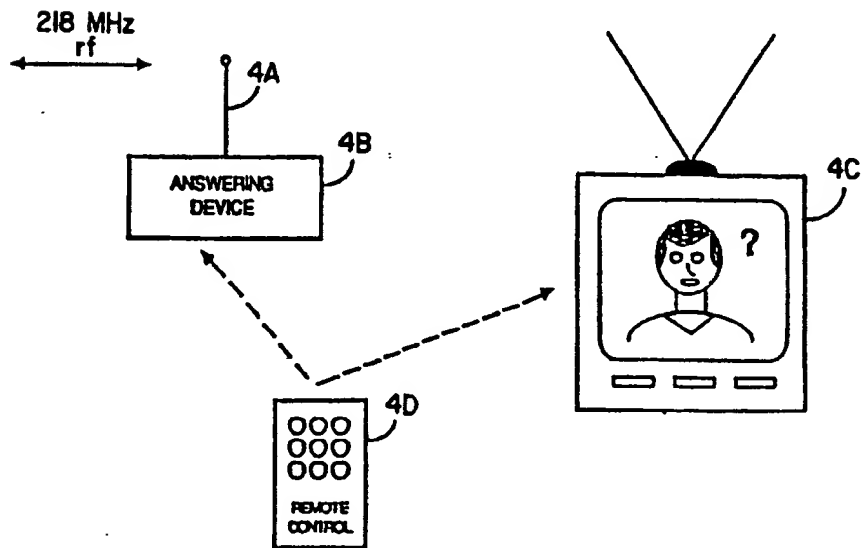 218 MHz
rf
4A
4B
ANSWERING
DEVICE
4C
?
4D
REMOTE
CONTROL